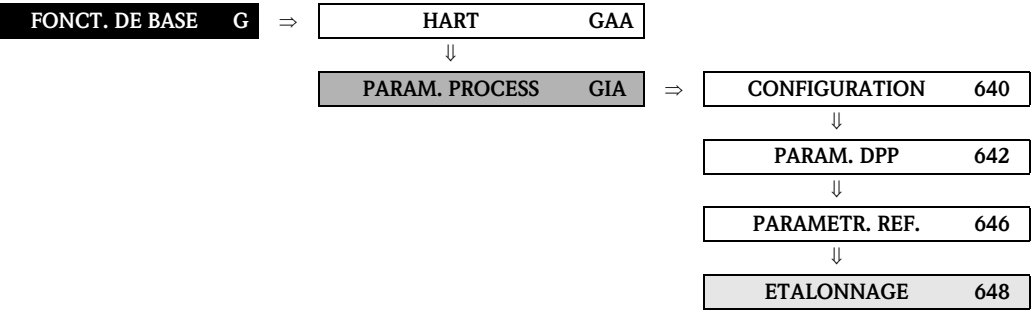 FONCT. DE BASE G ⇒ HART GAA
⇓
PARAM. PROCESS GIA ⇒ CONFIGURATION 640
⇓
PARAM. DPP 642
⇓
PARAMETR. REF. 646
⇓
ETALONNAGE 648